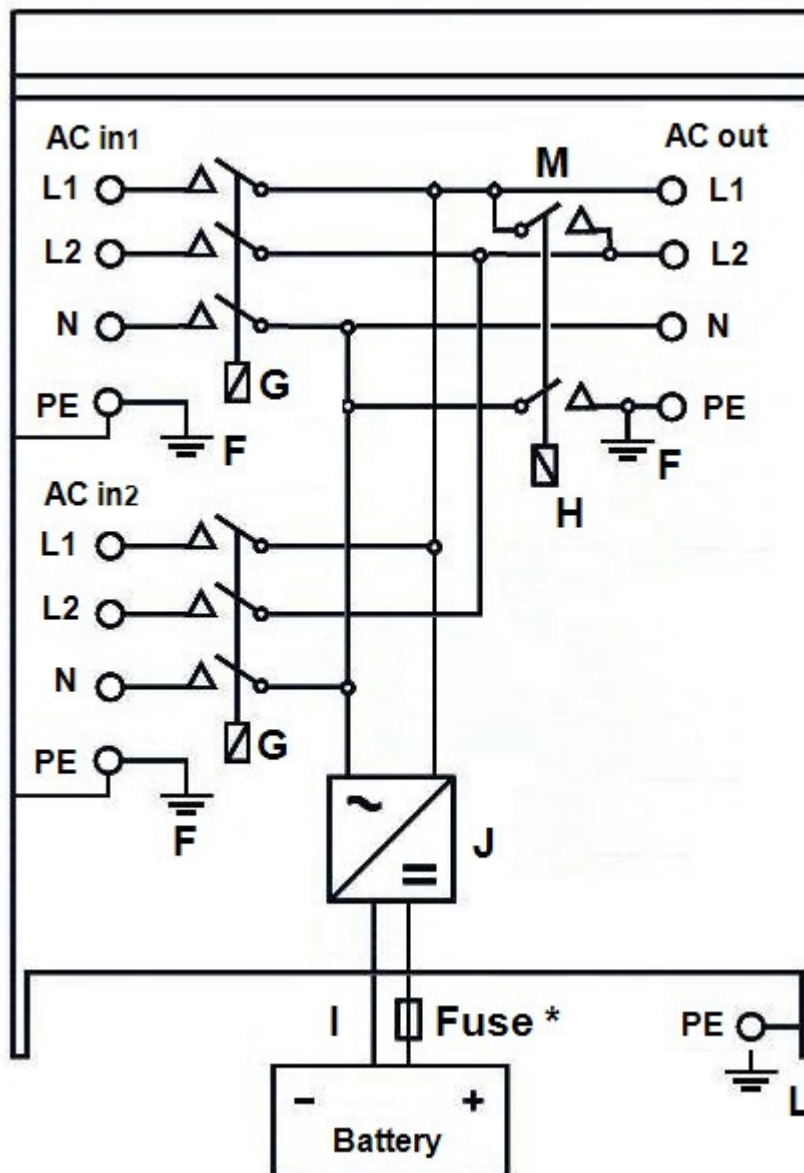 AC in1
AC out
L1
M
L1
L2
L2
N
N
G
PE
PE
F
F
H
AC in2
L1
L2
N
G
PE
F
J
~
=
I
Fuse *
PE
L
- +
Battery